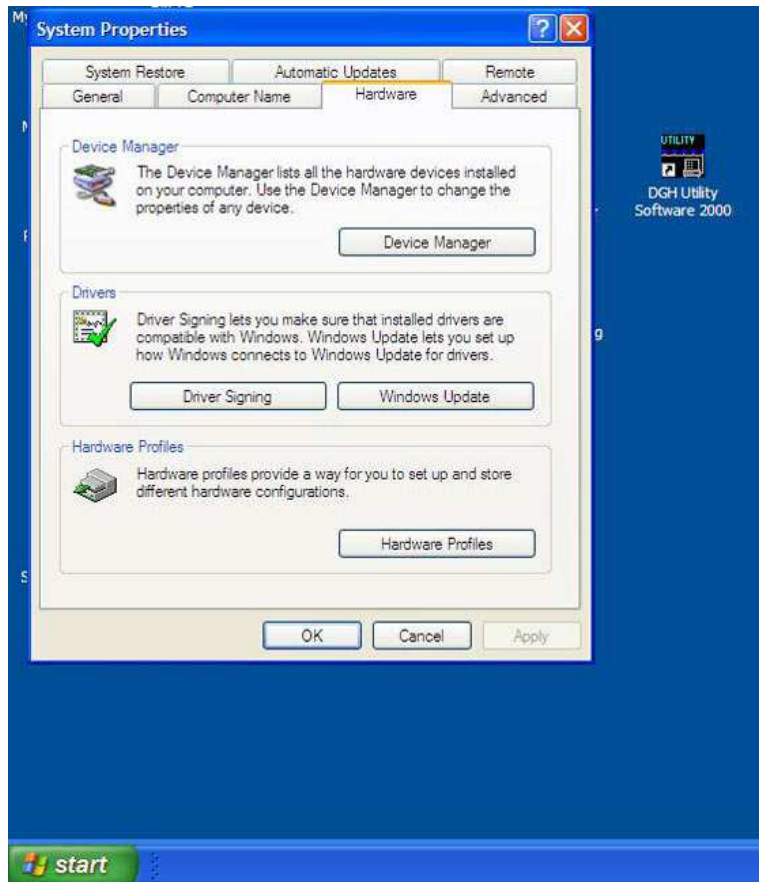 My
System Properties
System Restore Automatic Updates Remote
General Computer Name Hardware Advanced
Device Manager
The Device Manager lists all the hardware devices installed
on your computer. Use the Device Manager to change the
properties of any device.
Device Manager
Drivers
Driver Signing lets you make sure that installed drivers are
compatible with Windows. Windows Update lets you set up
how Windows connects to Windows Update for drivers.
Driver Signing Windows Update
Hardware Profiles
Hardware profiles provide a way for you to set up and store
different hardware configurations.
Hardware Profiles
OK Cancel Apply
UTILITY
DGH Utility
Software 2000
g
start